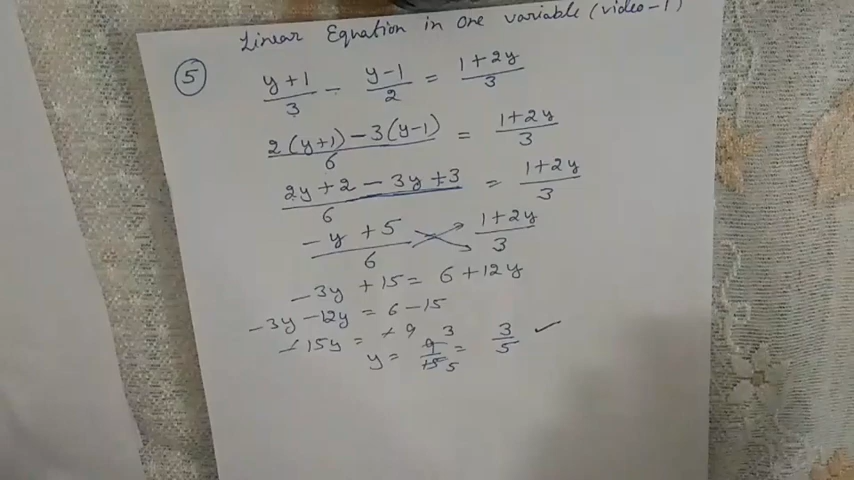 Linear Equation in One variable (video-1)
⑤ (y+1)/3 - (y-1)/2 = (1+2y)/3
(2(y+1)-3(y-1))/6 = (1+2y)/3
(2y+2-3y+3)/6 = (1+2y)/3
(-y+5)/6 (1+2y)/3
-3y+15 = 6+12y
-3y-12y = 6-15
-15y = -9
y = 9/15 = 3/5 ✓